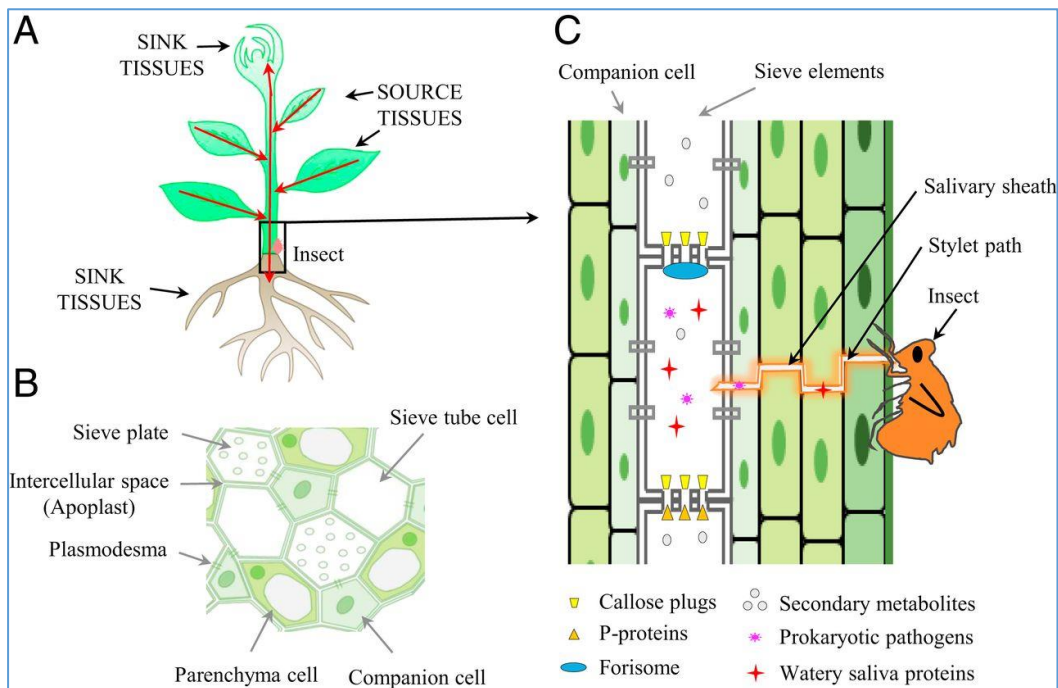 A
SINK
TISSUES
SOURCE
TISSUES
Insect
SINK
TISSUES
B
Sieve plate
Sieve tube cell
Intercellular space
(Apoplast)
Plasmodesma
Parenchyma cell
Companion cell
C
Companion cell
Sieve elements
Salivary sheath
Stylet path
Insect
Callose plugs
P-proteins
Forisome
Secondary metabolites
Prokaryotic pathogens
Watery saliva proteins